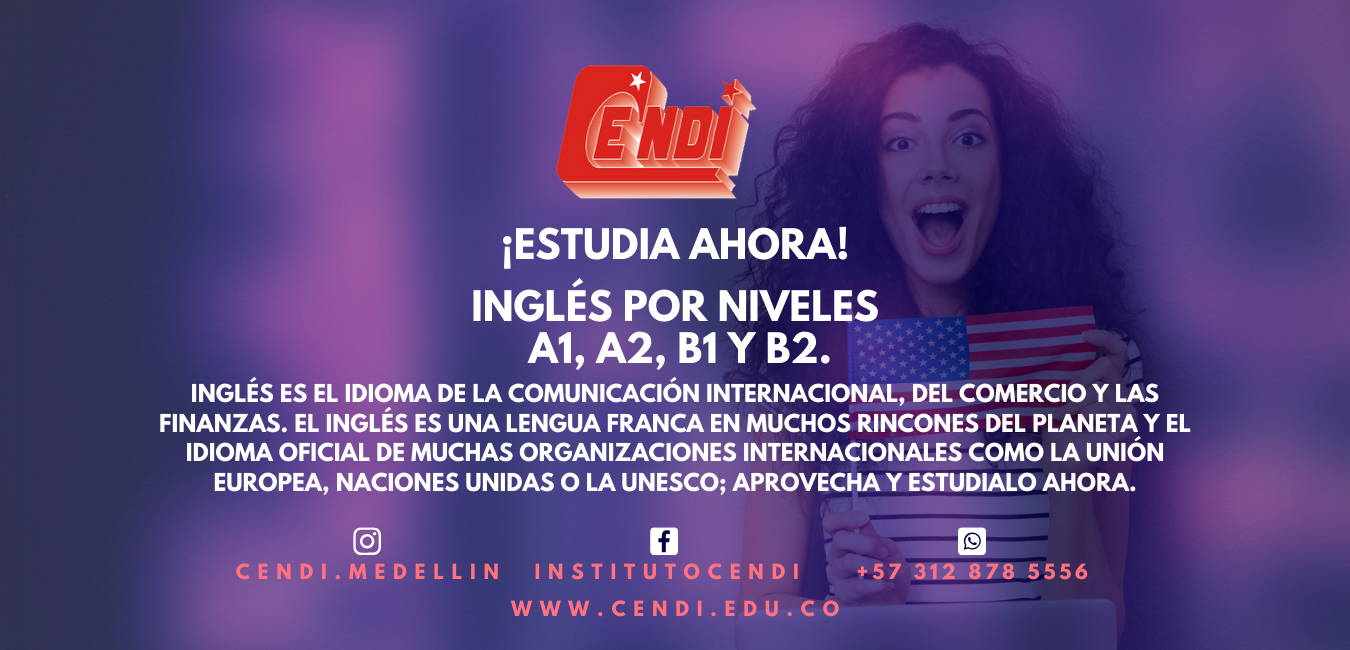 CENDI
¡ESTUDIA AHORA!
INGLÉS POR NIVELES
A1, A2, B1 Y B2.
INGLÉS ES EL IDIOMA DE LA COMUNICACIÓN INTERNACIONAL, DEL COMERCIO Y LAS
FINANZAS. EL INGLÉS ES UNA LENGUA FRANCA EN MUCHOS RINCONES DEL PLANETA Y EL
IDIOMA OFICIAL DE MUCHAS ORGANIZACIONES INTERNACIONALES COMO LA UNIÓN
EUROPEA, NACIONES UNIDAS O LA UNESCO; APROVECHA Y ESTUDIALO AHORA.
CENDI.MEDELLIN INSTITUTOCENDI +57 312 878 5556
WWW.CENDI.EDU.CO